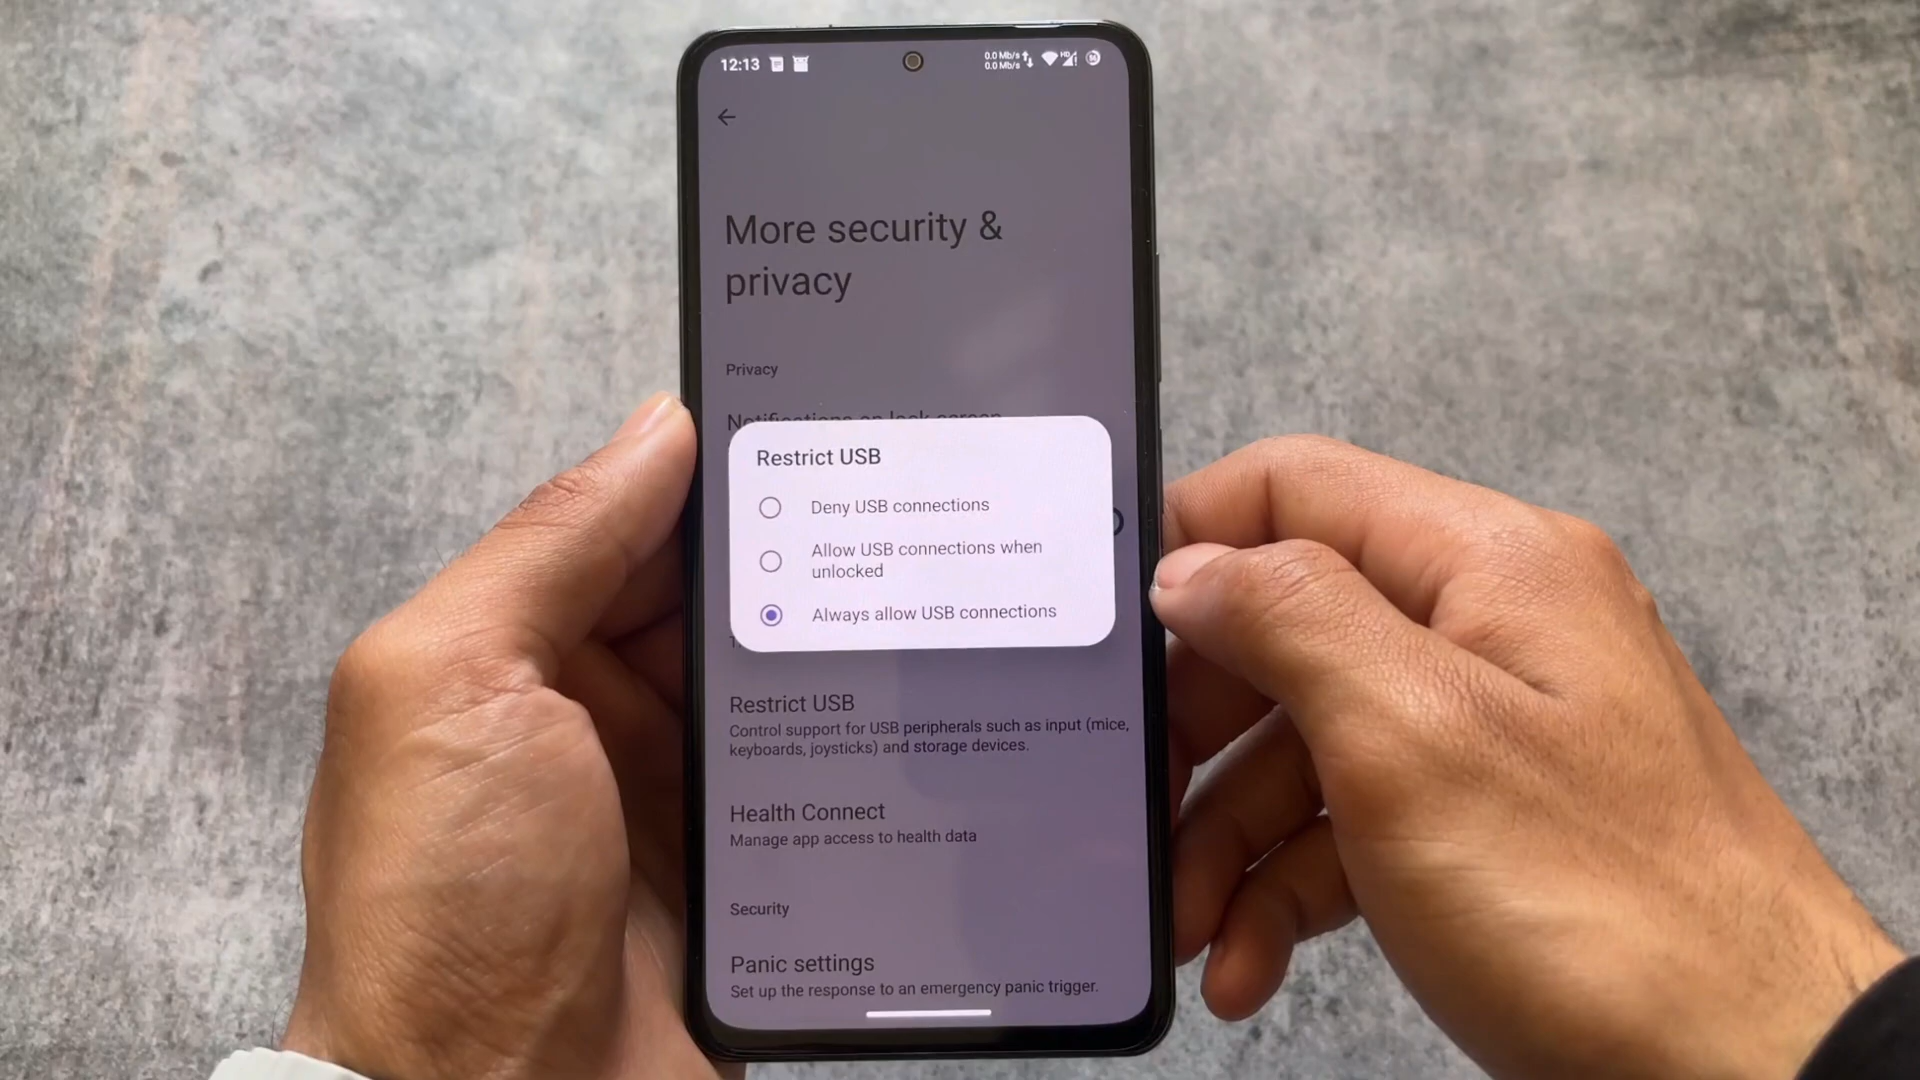 12:13
0.0 Mb/s
0.0 Mb/s
HD
More security &
privacy
Privacy
Notifications on lock screen
Restrict USB
Deny USB connections
Allow USB connections when
unlocked
Always allow USB connections
Restrict USB
Control support for USB peripherals such as input (mice,
keyboards, joysticks) and storage devices.
Health Connect
Manage app access to health data
Security
Panic settings
Set up the response to an emergency panic trigger.